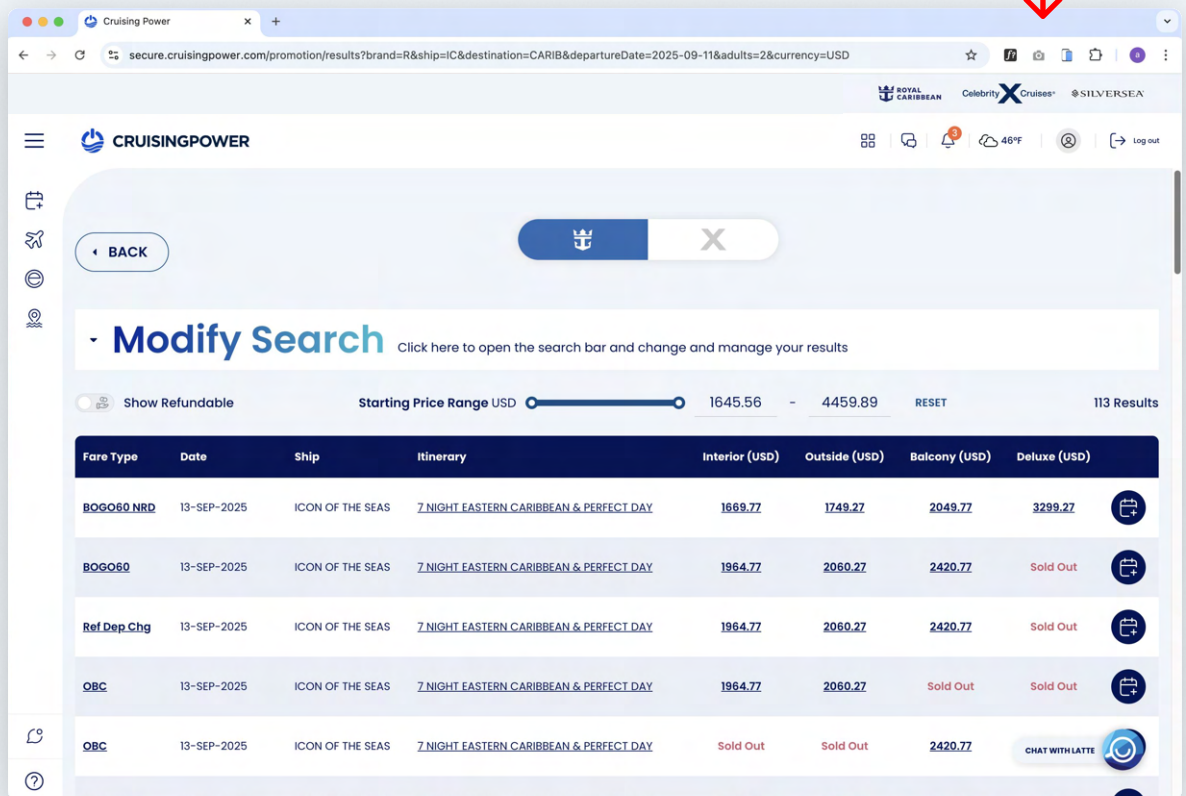 Cruising Power
secure.cruisingpower.com/promotion/results?brand=R&ship=IC&destination=CARIB&departureDate=2025-09-11&adults=2&currency=USD
f?
a
ROYAL CARIBBEAN Celebrity X Cruises® SILVERSEA
CRUISINGPOWER 3 46°F Log out
BACK X
Modify Search Click here to open the search bar and change and manage your results
Show Refundable Starting Price Range USD 1645.56 - 4459.89 RESET 113 Results
Fare Type Date Ship Itinerary Interior (USD) Outside (USD) Balcony (USD) Deluxe (USD)
BOGO60 NRD 13-SEP-2025 ICON OF THE SEAS 7 NIGHT EASTERN CARIBBEAN & PERFECT DAY 1669.77 1749.27 2049.77 3299.27
BOGO60 13-SEP-2025 ICON OF THE SEAS 7 NIGHT EASTERN CARIBBEAN & PERFECT DAY 1964.77 2060.27 2420.77 Sold Out
Ref Dep Chg 13-SEP-2025 ICON OF THE SEAS 7 NIGHT EASTERN CARIBBEAN & PERFECT DAY 1964.77 2060.27 2420.77 Sold Out
OBC 13-SEP-2025 ICON OF THE SEAS 7 NIGHT EASTERN CARIBBEAN & PERFECT DAY 1964.77 2060.27 Sold Out Sold Out
OBC 13-SEP-2025 ICON OF THE SEAS 7 NIGHT EASTERN CARIBBEAN & PERFECT DAY Sold Out Sold Out 2420.77 CHAT WITH LATTE